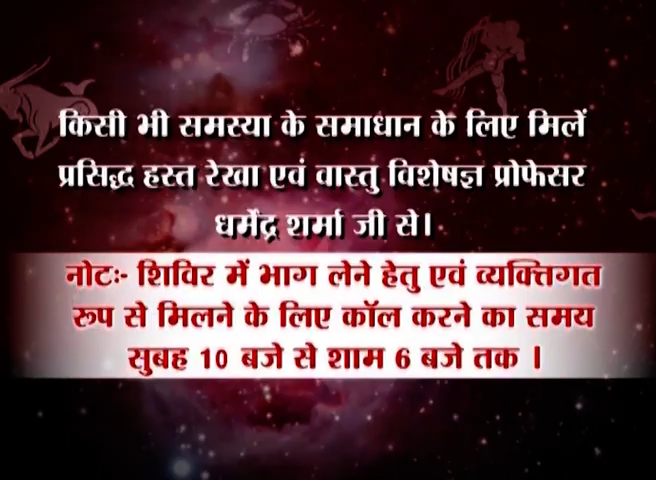 किसी भी समस्या के समाधान के लिए मिलें
प्रसिद्ध हस्त रेखा एवं वास्तु विशेषज्ञ प्रोफेसर
धर्मेंद्र शर्मा जी से।
नोटः- शिविर में भाग लेने हेतु एवं व्यक्तिगत
रूप से मिलने के लिए कॉल करने का समय
सुबह 10 बजे से शाम 6 बजे तक ।